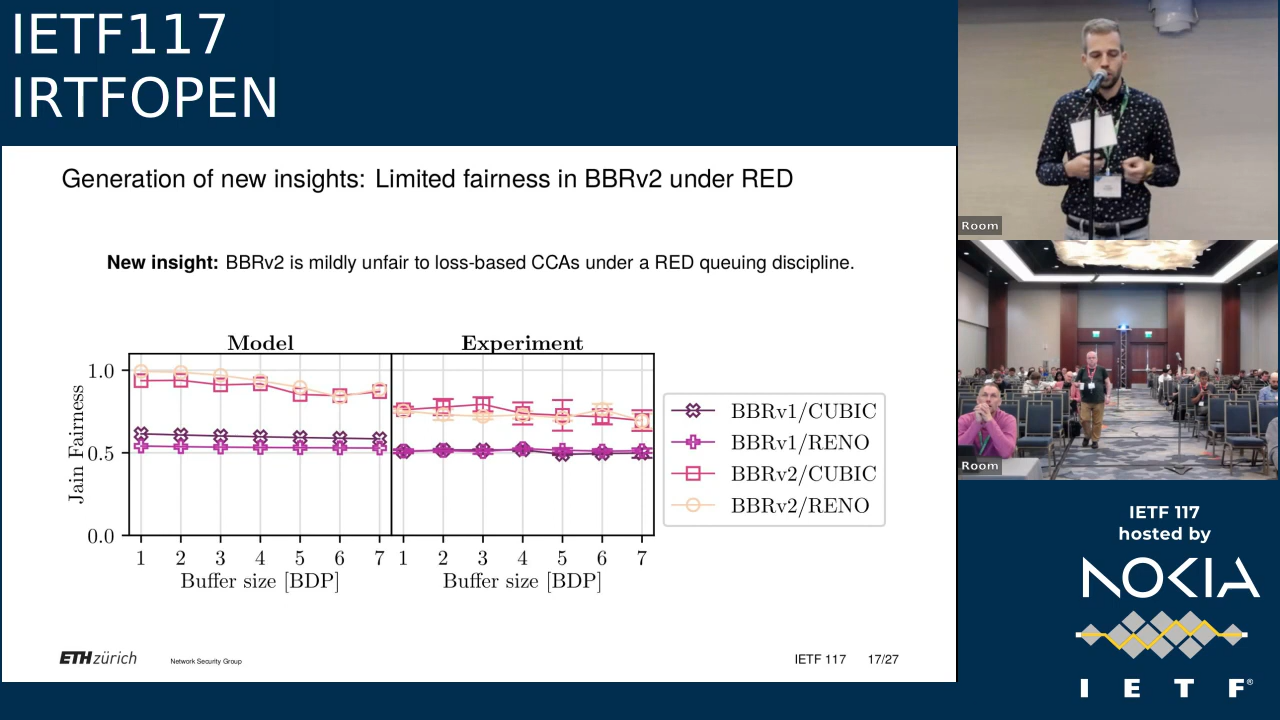 IETF117
IRTFOPEN
Generation of new insights: Limited fairness in BBRv2 under RED
New insight: BBRv2 is mildly unfair to loss-based CCAs under a RED queuing discipline.
Model
Experiment
Jain Fairness
1.0
0.5
0.0
1 2 3 4 5 6 7
1 2 3 4 5 6 7
Buffer size [BDP]
Buffer size [BDP]
BBRv1/CUBIC
BBRv1/RENO
BBRv2/CUBIC
BBRv2/RENO
ETH zürich
Network Security Group
IETF 117
17/27
Room
Room
IETF 117
hosted by
NOKIA
I E T F®